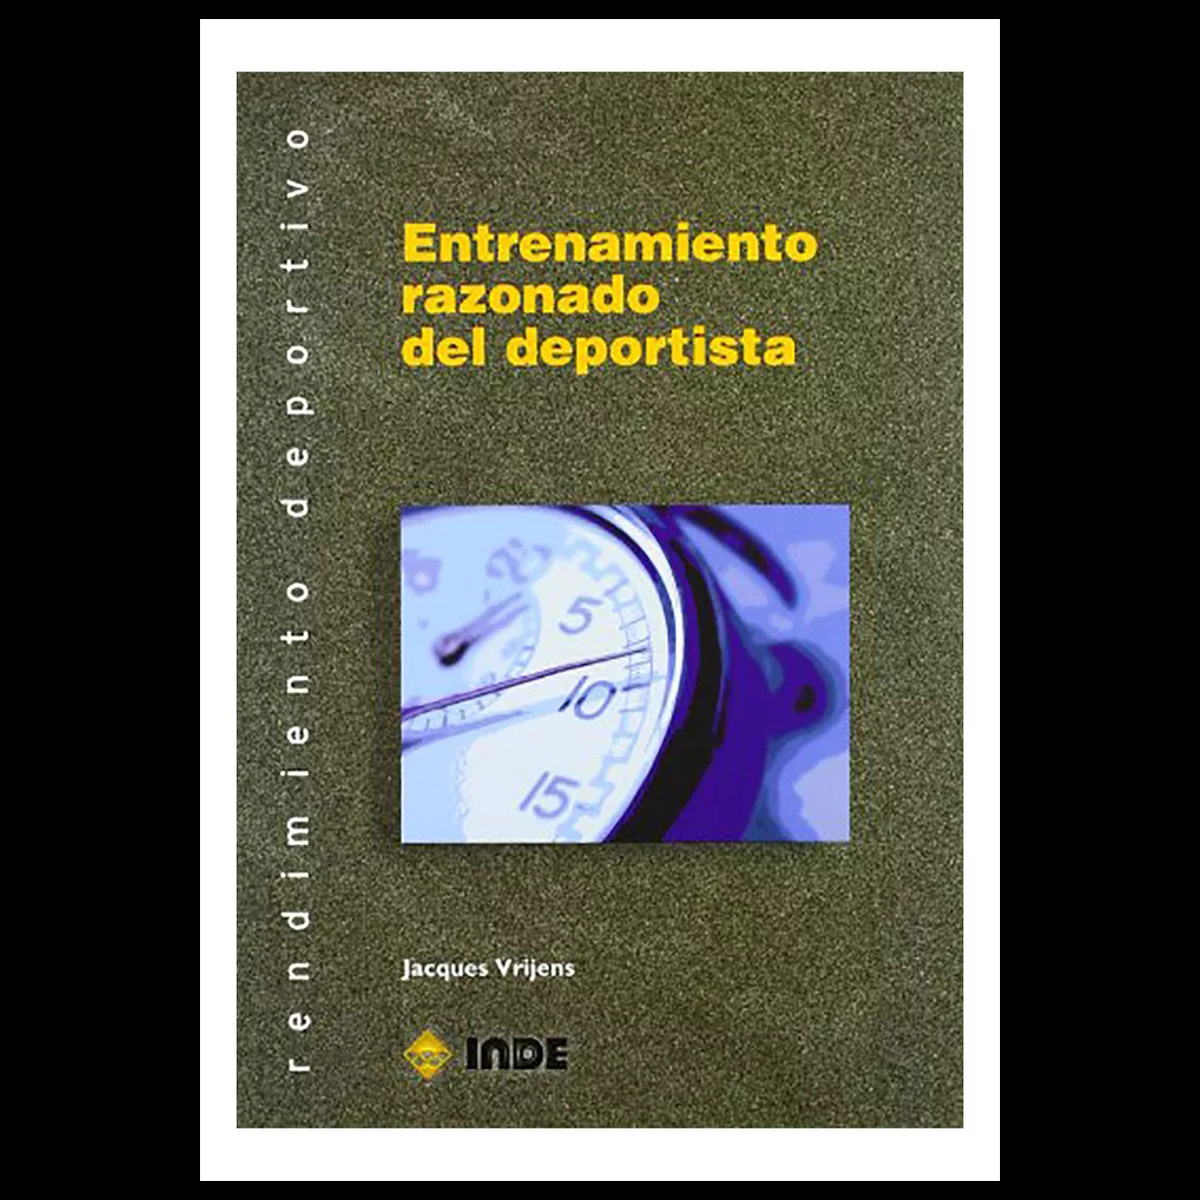 rendimiento deportivo
Entrenamiento
razonado
del deportista
5
10
15
Jacques Vrijens
INDE